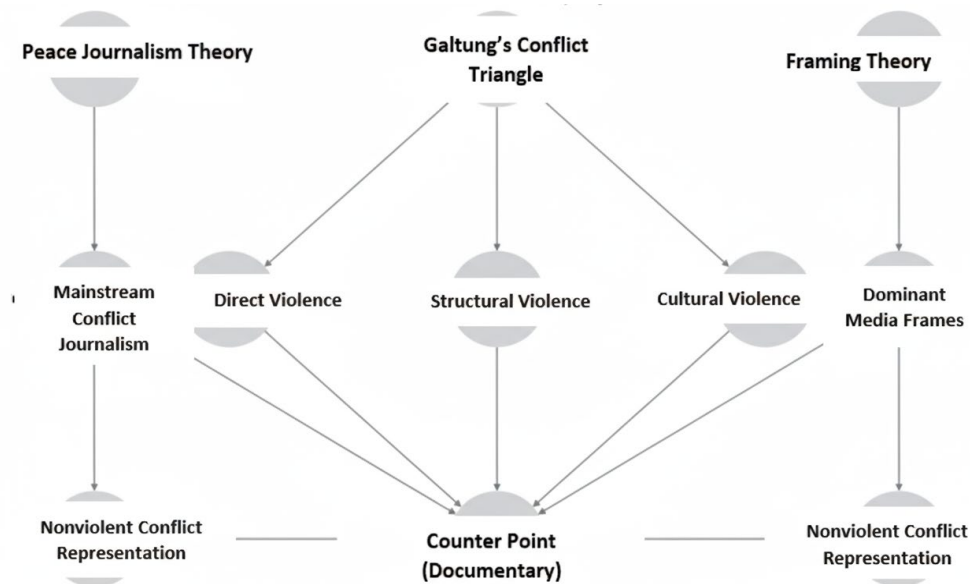 Peace Journalism Theory
Galtung's Conflict
Triangle
Framing Theory
Mainstream
Conflict
Journalism
Direct Violence
Structural Violence
Cultural Violence
Dominant
Media Frames
Nonviolent Conflict
Representation
Counter Point
(Documentary)
Nonviolent Conflict
Representation